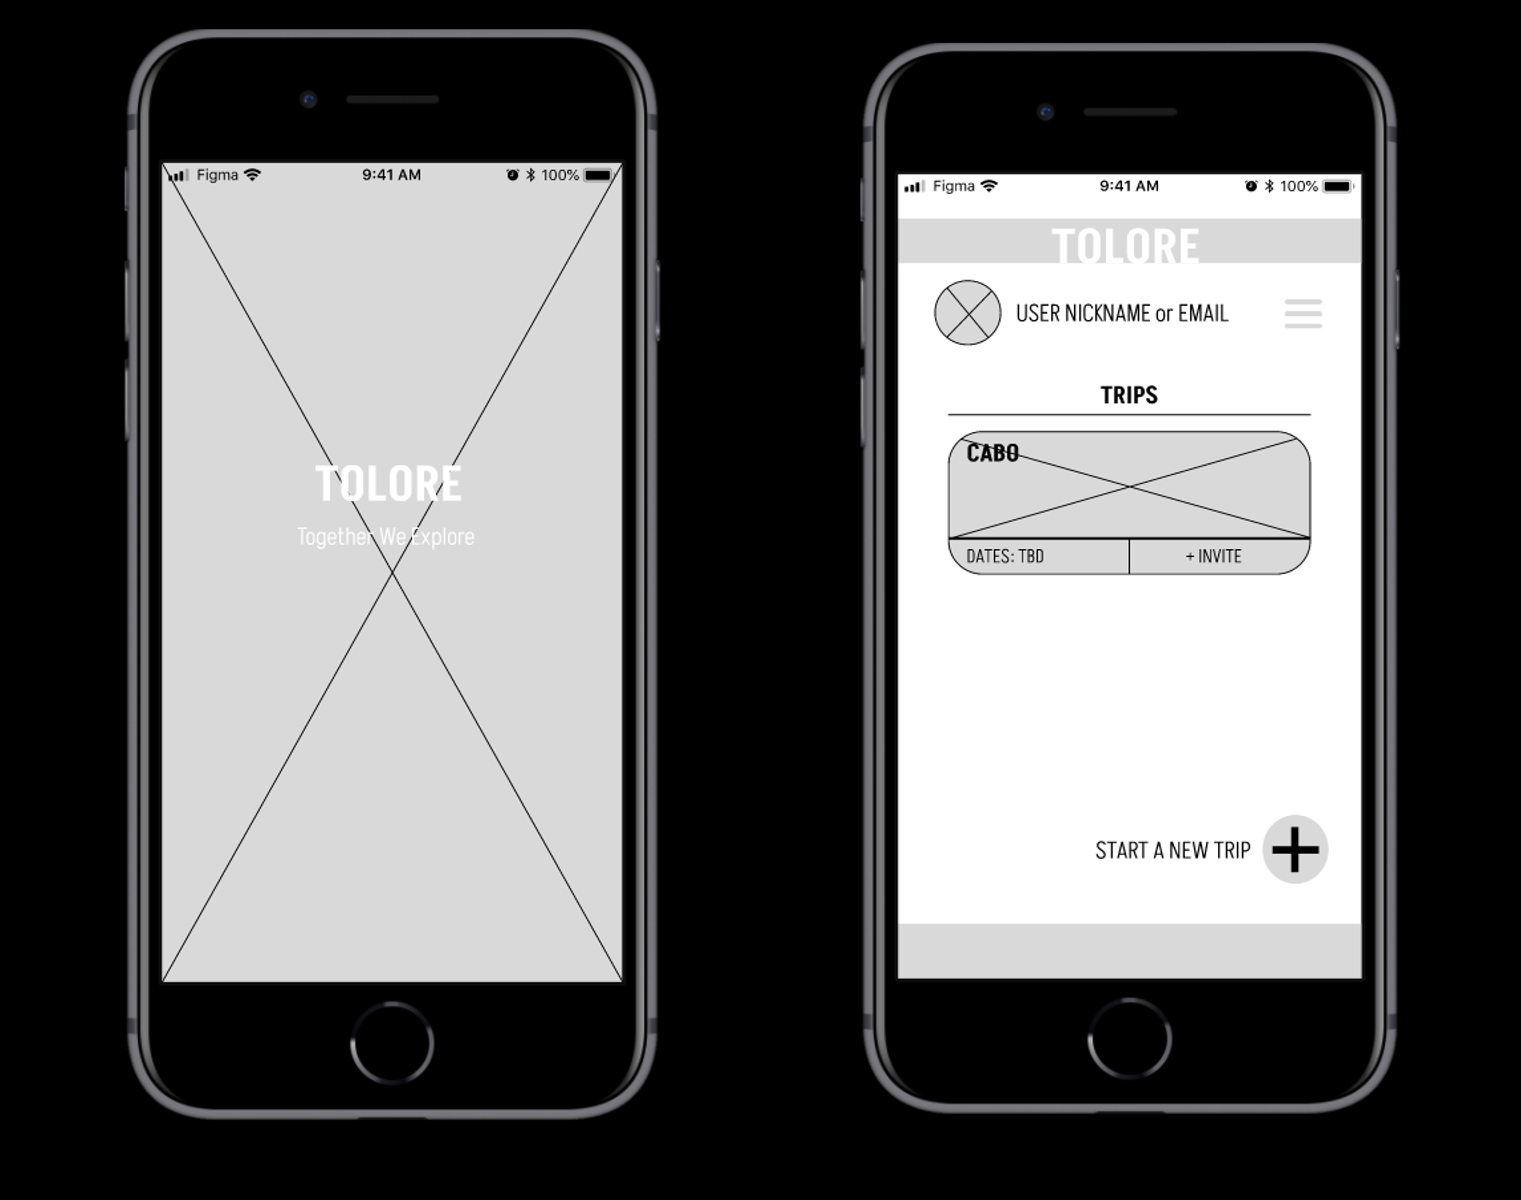 Figma 9:41 AM 100%
TOLORE
Together We Explore
Figma 9:41 AM 100%
TOLORE
USER NICKNAME or EMAIL
TRIPS
CABO
DATES: TBD
+ INVITE
START A NEW TRIP